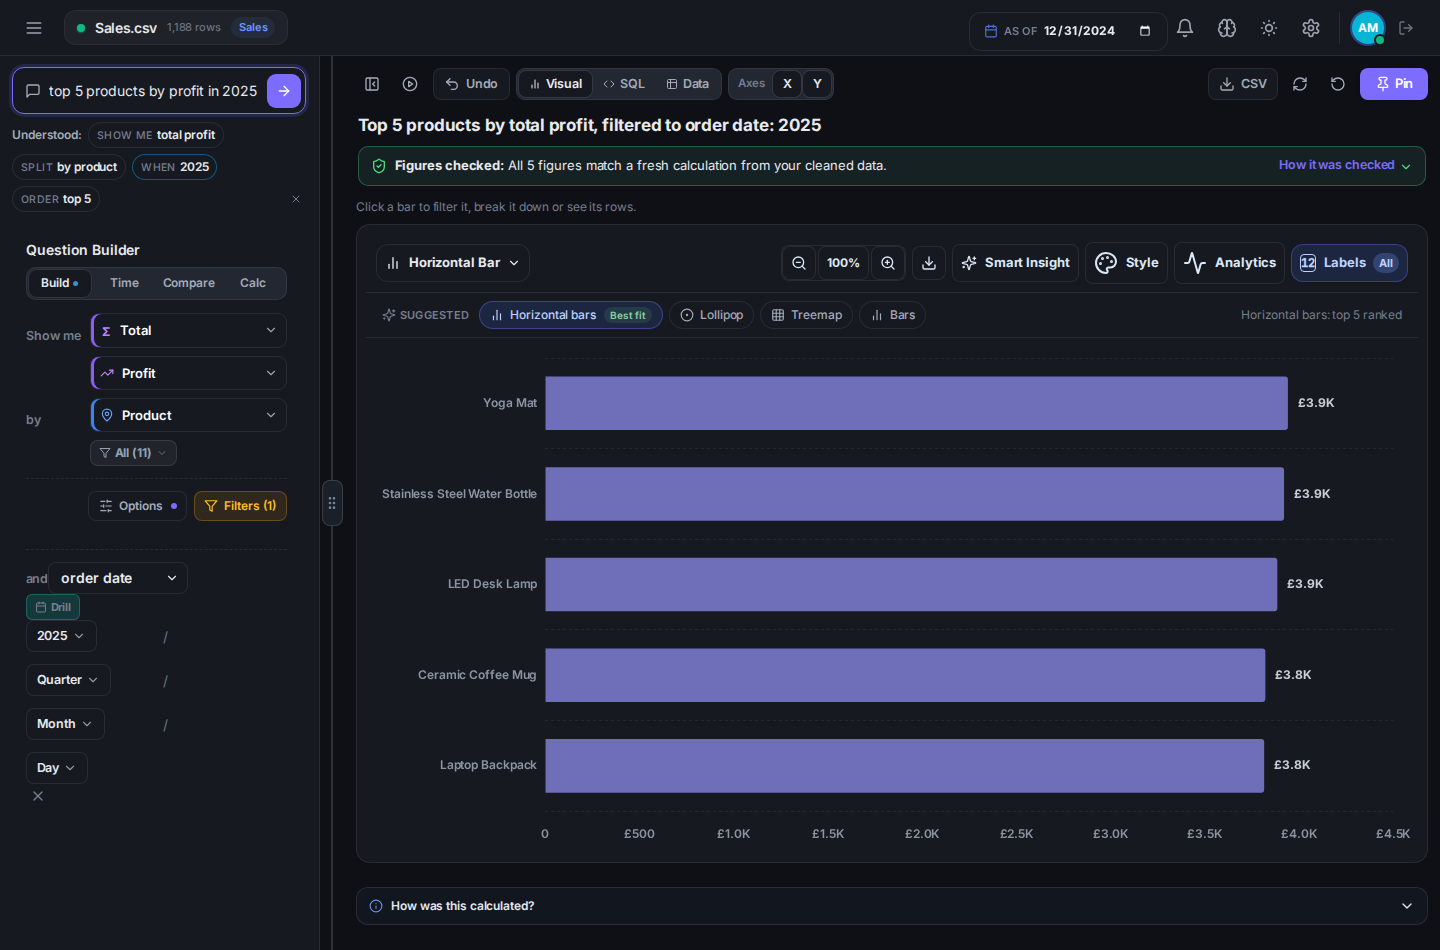 Sales.csv 1,188 rows Sales
AS OF 12/31/2024
AM
top 5 products by profit in 2025
Understood: SHOW ME total profit
SPLIT by product WHEN 2025
ORDER top 5
Question Builder
Build Time Compare Calc
Show me Σ Total
Profit
by Product
All (11)
Options Filters (1)
and order date
Drill
2025 /
Quarter /
Month /
Day
Undo Visual SQL Data Axes X Y CSV Pin
Top 5 products by total profit, filtered to order date: 2025
Figures checked: All 5 figures match a fresh calculation from your cleaned data. How it was checked
Click a bar to filter it, break it down or see its rows.
Horizontal Bar 100% Smart Insight Style Analytics 12 Labels All
SUGGESTED Horizontal bars Best fit Lollipop Treemap Bars Horizontal bars: top 5 ranked
Yoga Mat £3.9K
Stainless Steel Water Bottle £3.9K
LED Desk Lamp £3.9K
Ceramic Coffee Mug £3.8K
Laptop Backpack £3.8K
0 £500 £1.0K £1.5K £2.0K £2.5K £3.0K £3.5K £4.0K £4.5K
How was this calculated?